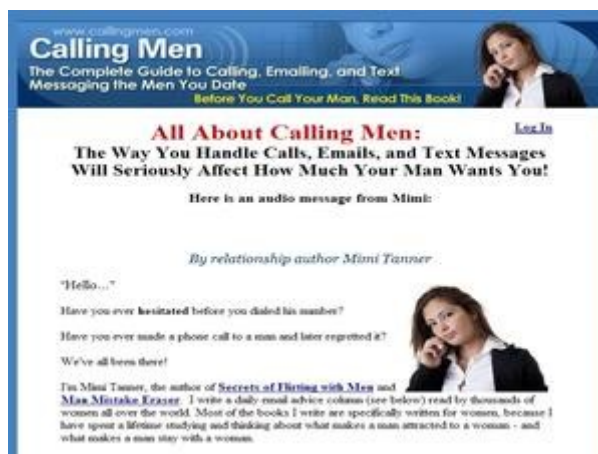 www.callingmen.com
Calling Men
The Complete Guide to Calling, Emailing, and Text
Messaging the Men You Date
Before You Call Your Man, Read This Book!
Log In
All About Calling Men:
The Way You Handle Calls, Emails, and Text Messages
Will Seriously Affect How Much Your Man Wants You!
Here is an audio message from Mimi:
By relationship author Mimi Tanner
"Hello..."
Have you ever hesitated before you dialed his number?
Have you ever made a phone call to a man and later regretted it?
We've all been there!
I'm Mimi Tanner, the author of Secrets of Flirting with Men and
Man Mistake Eraser. I write a daily email advice column (see below) read by thousands of
women all over the world. Most of the books I write are specifically written for women, because I
have spent a lifetime studying and thinking about what makes a man attracted to a woman - and
what makes a man stay with a woman.